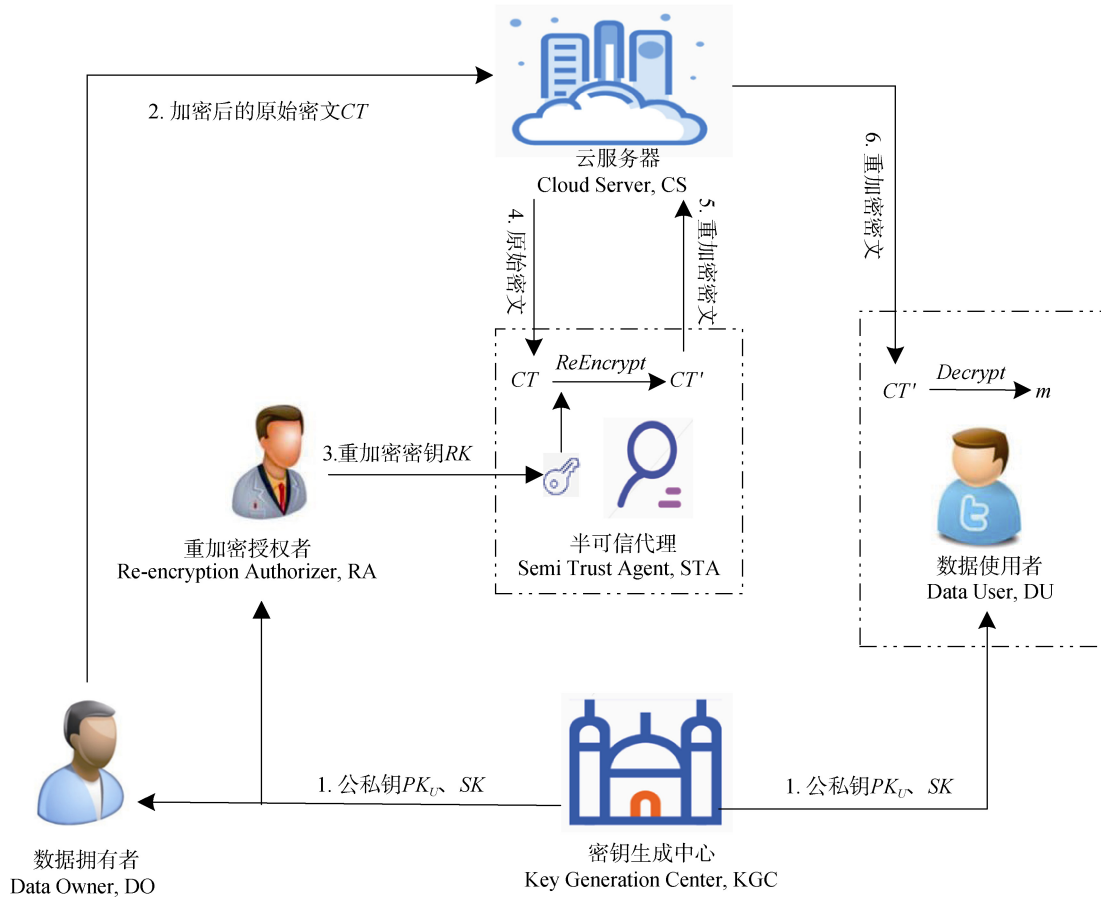 2. 加密后的原始密文CT
云服务器
Cloud Server, CS
4. 原始密文
5. 重加密密文
6. 重加密密文
CT
ReEncrypt
CT'
CT'
Decrypt
m
3.重加密密钥RK
重加密授权者
Re-encryption Authorizer, RA
半可信代理
Semi Trust Agent, STA
数据使用者
Data User, DU
1. 公私钥PK_U、SK
1. 公私钥PK_U、SK
数据拥有者
Data Owner, DO
密钥生成中心
Key Generation Center, KGC